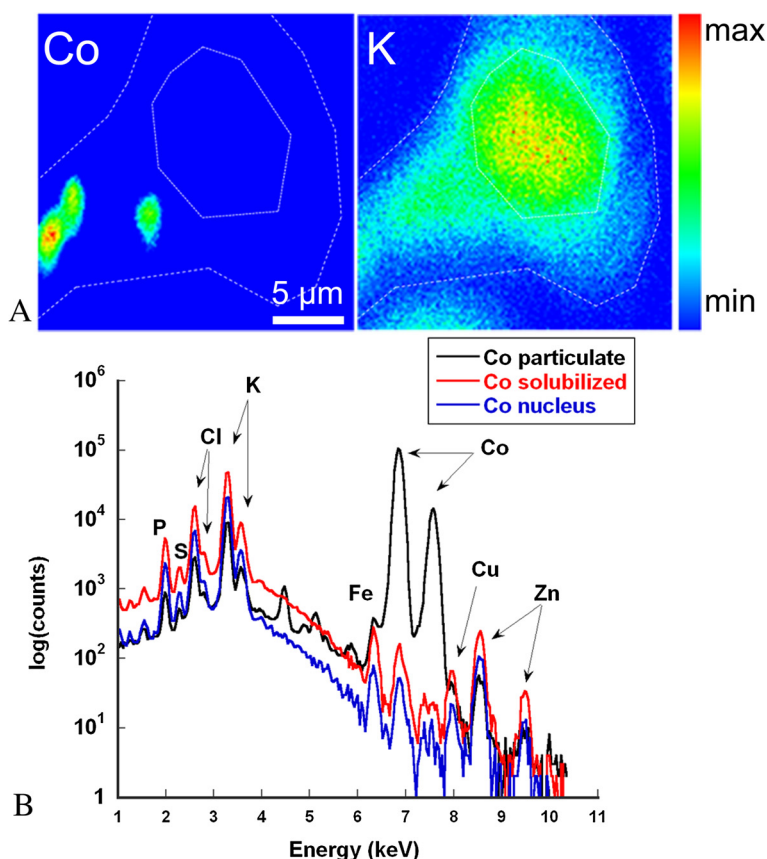 Co
K
max
min
5 µm
A
Co particulate
Co solubilized
Co nucleus
10⁶
10⁵
10⁴
10³
10²
10¹
1
log(counts)
P
S
Cl
K
Fe
Co
Cu
Zn
1 2 3 4 5 6 7 8 9 10 11
Energy (keV)
B